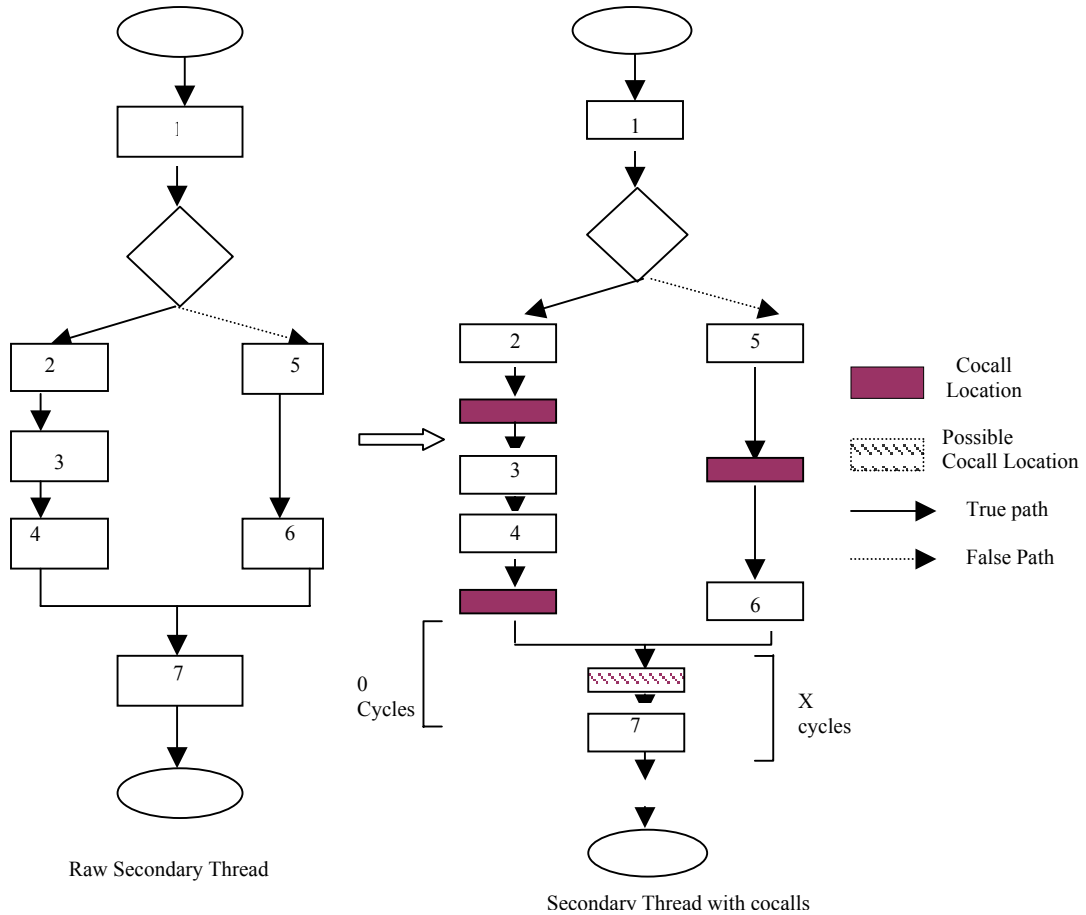 1
2
3
4
5
6
7
Raw Secondary Thread
1
2
3
4
5
6
7
0
Cycles
X
cycles
Secondary Thread with cocalls
Cocall
Location
Possible
Cocall Location
True path
False Path